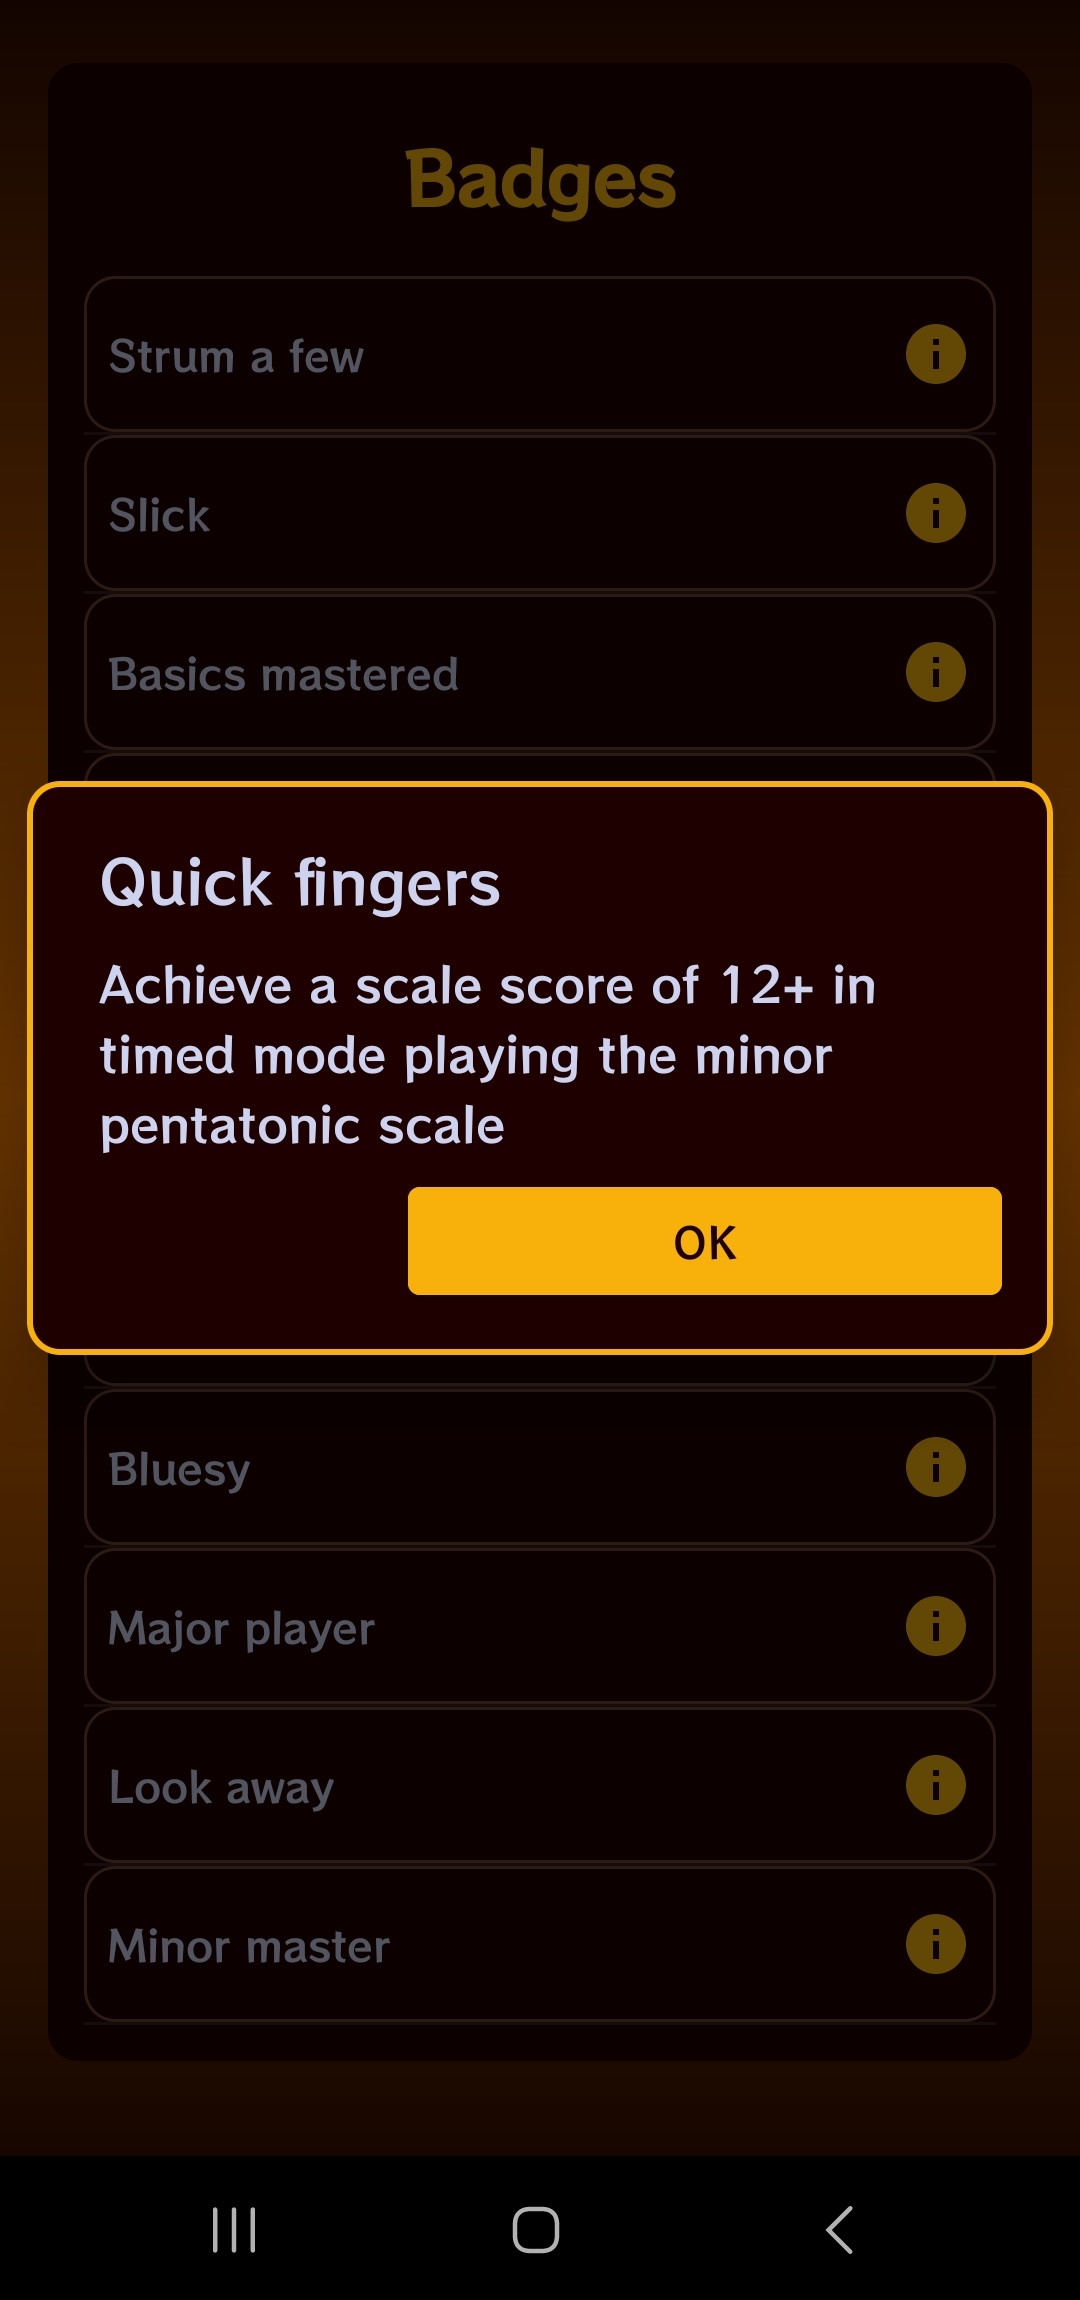 Badges
Strum a few
Slick
Basics mastered
Quick fingers
Achieve a scale score of 12+ in
timed mode playing the minor
pentatonic scale
OK
Bluesy
Major player
Look away
Minor master